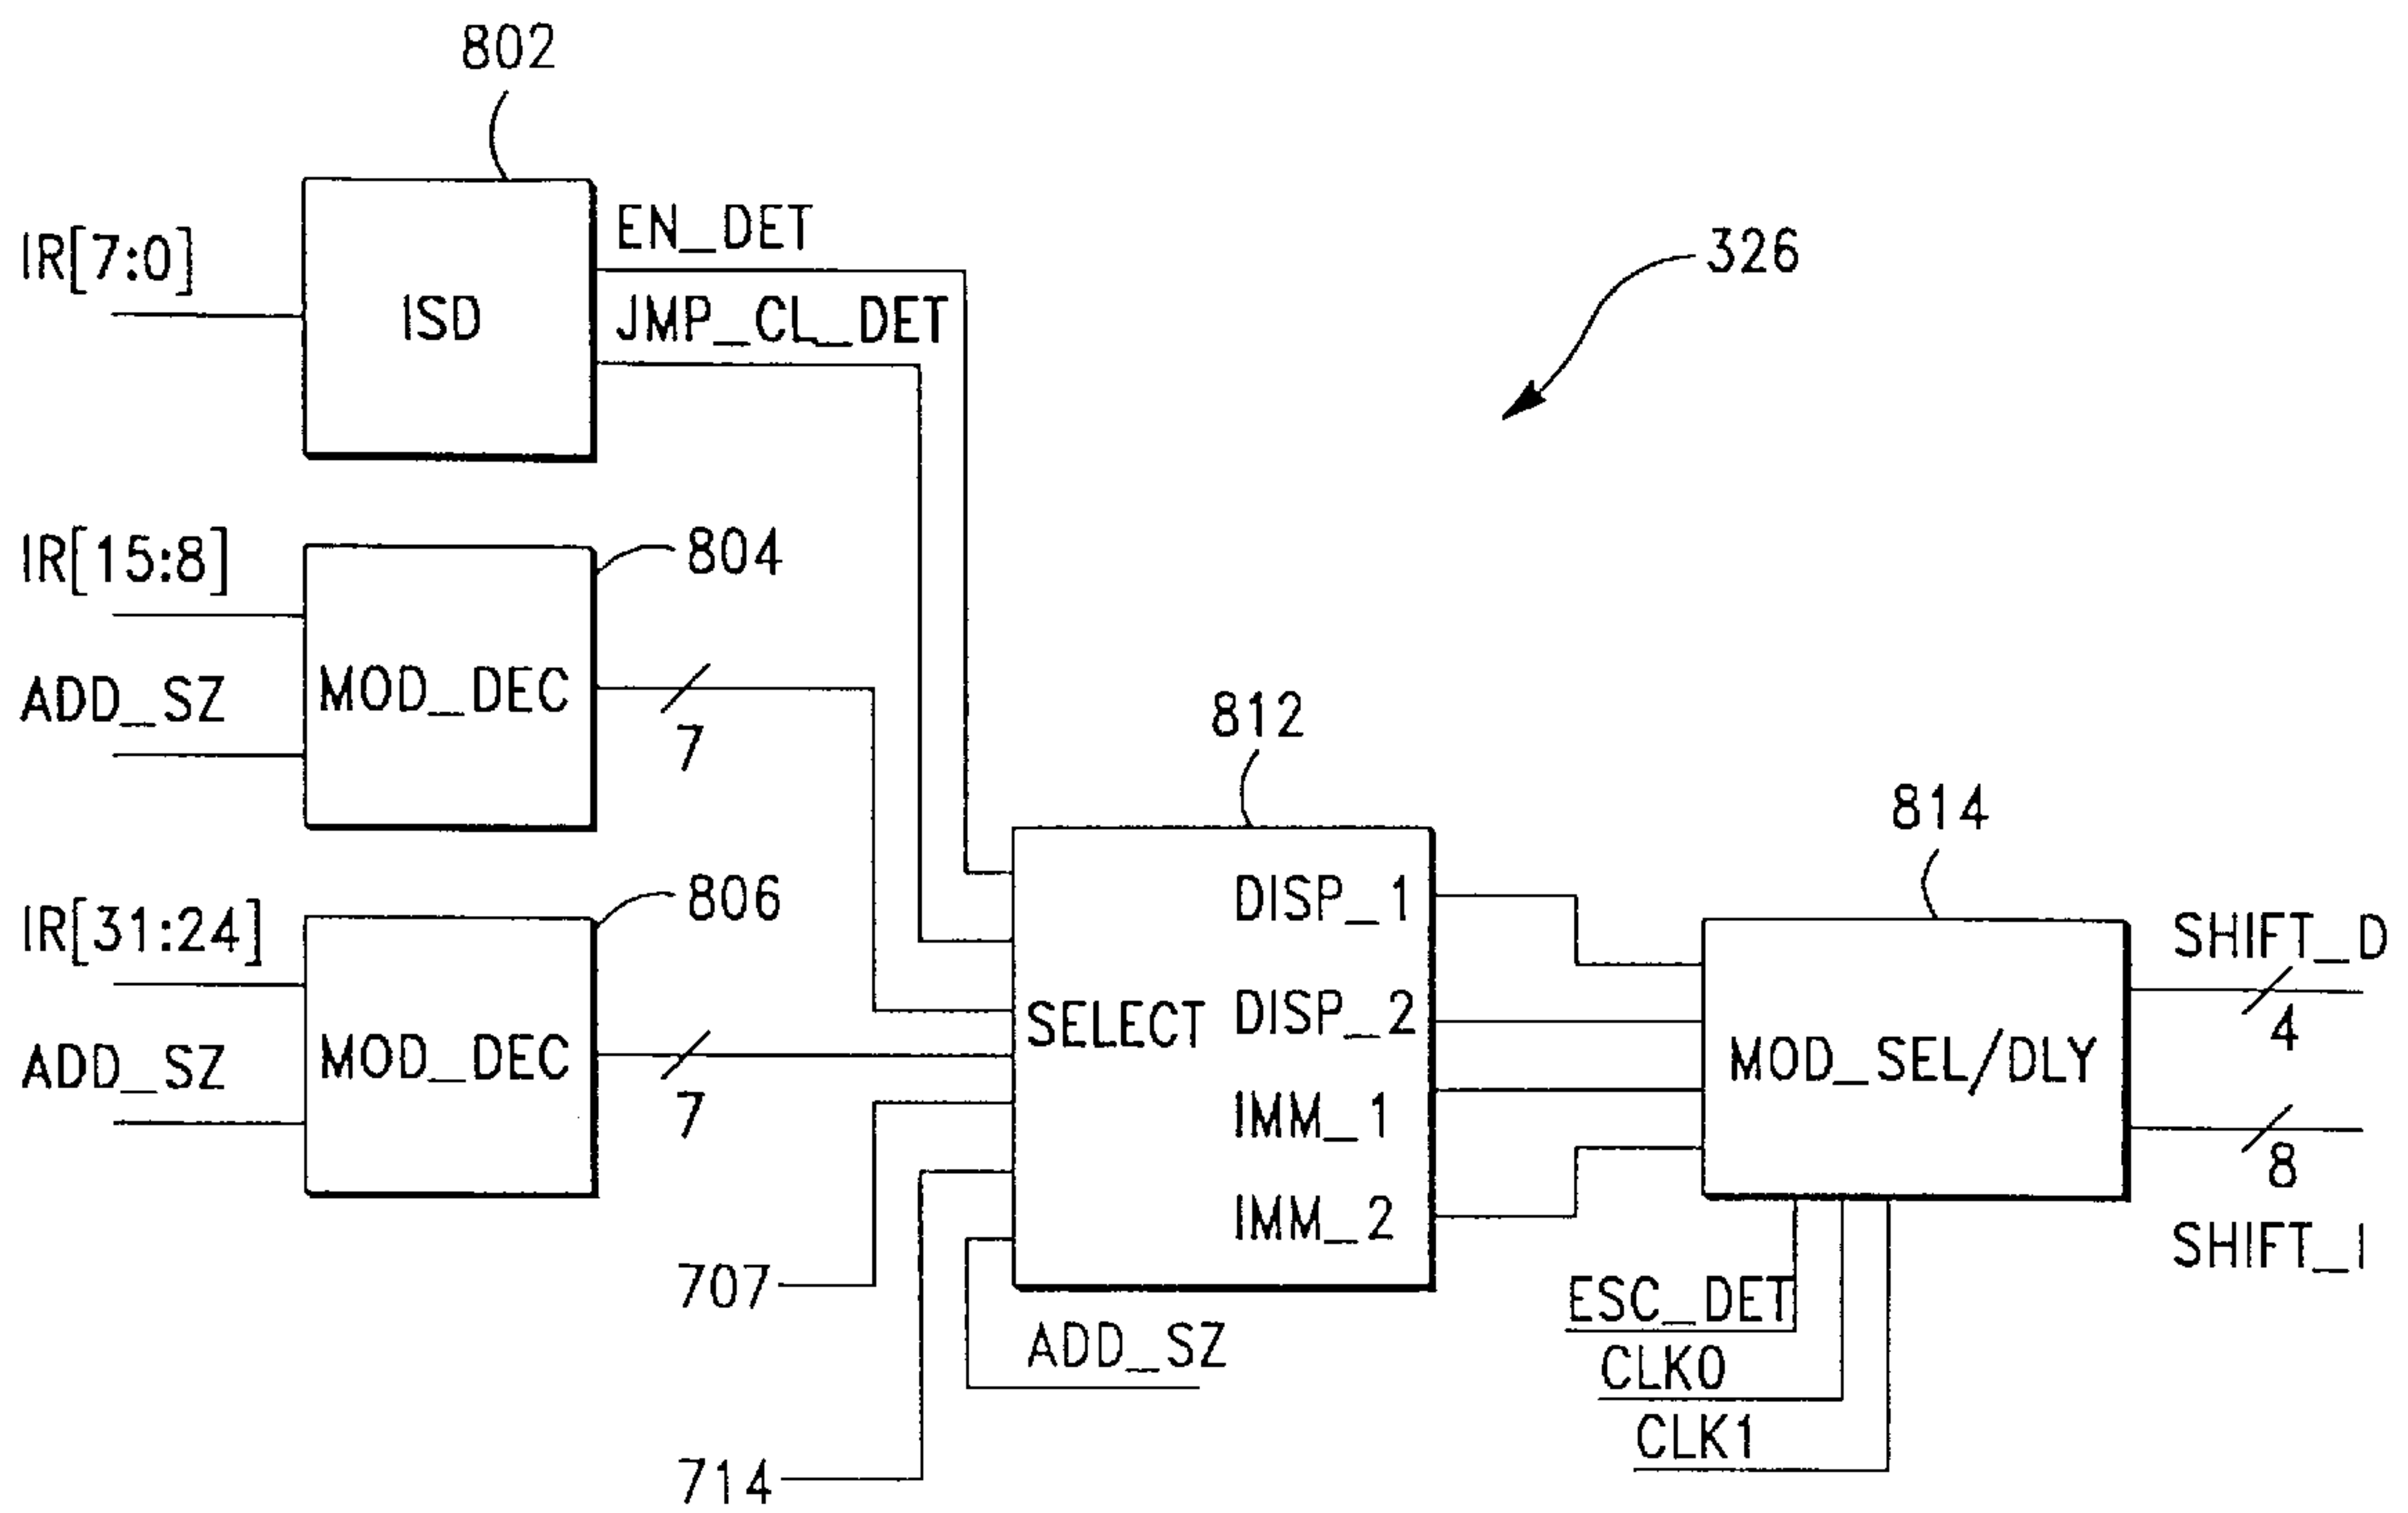 802
EN_DET
326
IR[7:0]
ISD
JMP_CL_DET
IR[15:8]
804
ADD_SZ
MOD_DEC
7
812
814
806
IR[31:24]
DISP_1
SHIFT_D
SELECT
DISP_2
4
ADD_SZ
MOD_DEC
MOD_SEL/DLY
7
IMM_1
8
IMM_2
SHIFT_I
707
ESC_DET
ADD_SZ
CLK0
CLK1
714